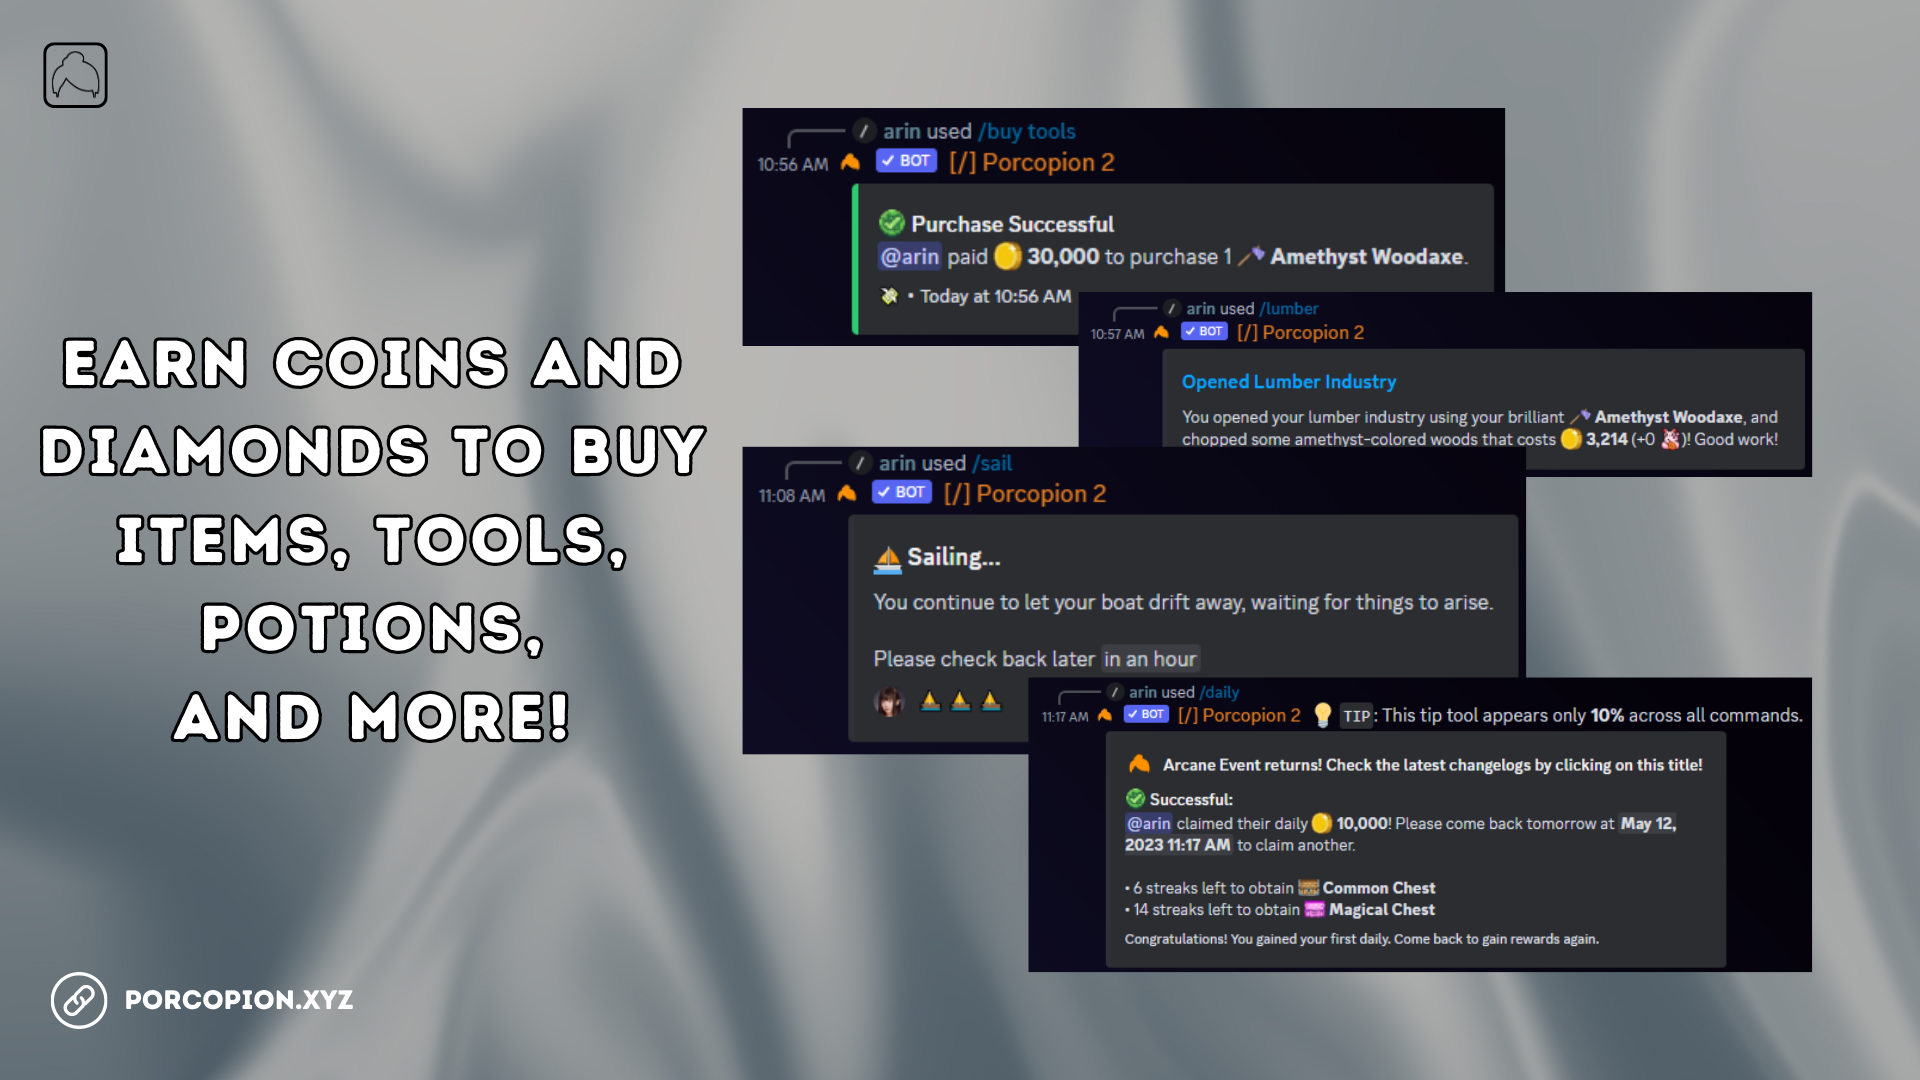 EARN COINS AND
DIAMONDS TO BUY
ITEMS, TOOLS,
POTIONS,
AND MORE!
PORCOPION.XYZ
/ arin used /buy tools
10:56 AM ✓ BOT [/] Porcopion 2
Purchase Successful
@arin paid 30,000 to purchase 1 Amethyst Woodaxe.
• Today at 10:56 AM
/ arin used /lumber
10:57 AM ✓ BOT [/] Porcopion 2
Opened Lumber Industry
You opened your lumber industry using your brilliant Amethyst Woodaxe, and
chopped some amethyst-colored woods that costs 3,214 (+0 )! Good work!
/ arin used /sail
11:08 AM ✓ BOT [/] Porcopion 2
Sailing...
You continue to let your boat drift away, waiting for things to arise.
Please check back later in an hour
/ arin used /daily
11:17 AM ✓ BOT [/] Porcopion 2 TIP: This tip tool appears only 10% across all commands.
Arcane Event returns! Check the latest changelogs by clicking on this title!
Successful:
@arin claimed their daily 10,000! Please come back tomorrow at May 12,
2023 11:17 AM to claim another.
• 6 streaks left to obtain Common Chest
• 14 streaks left to obtain Magical Chest
Congratulations! You gained your first daily. Come back to gain rewards again.